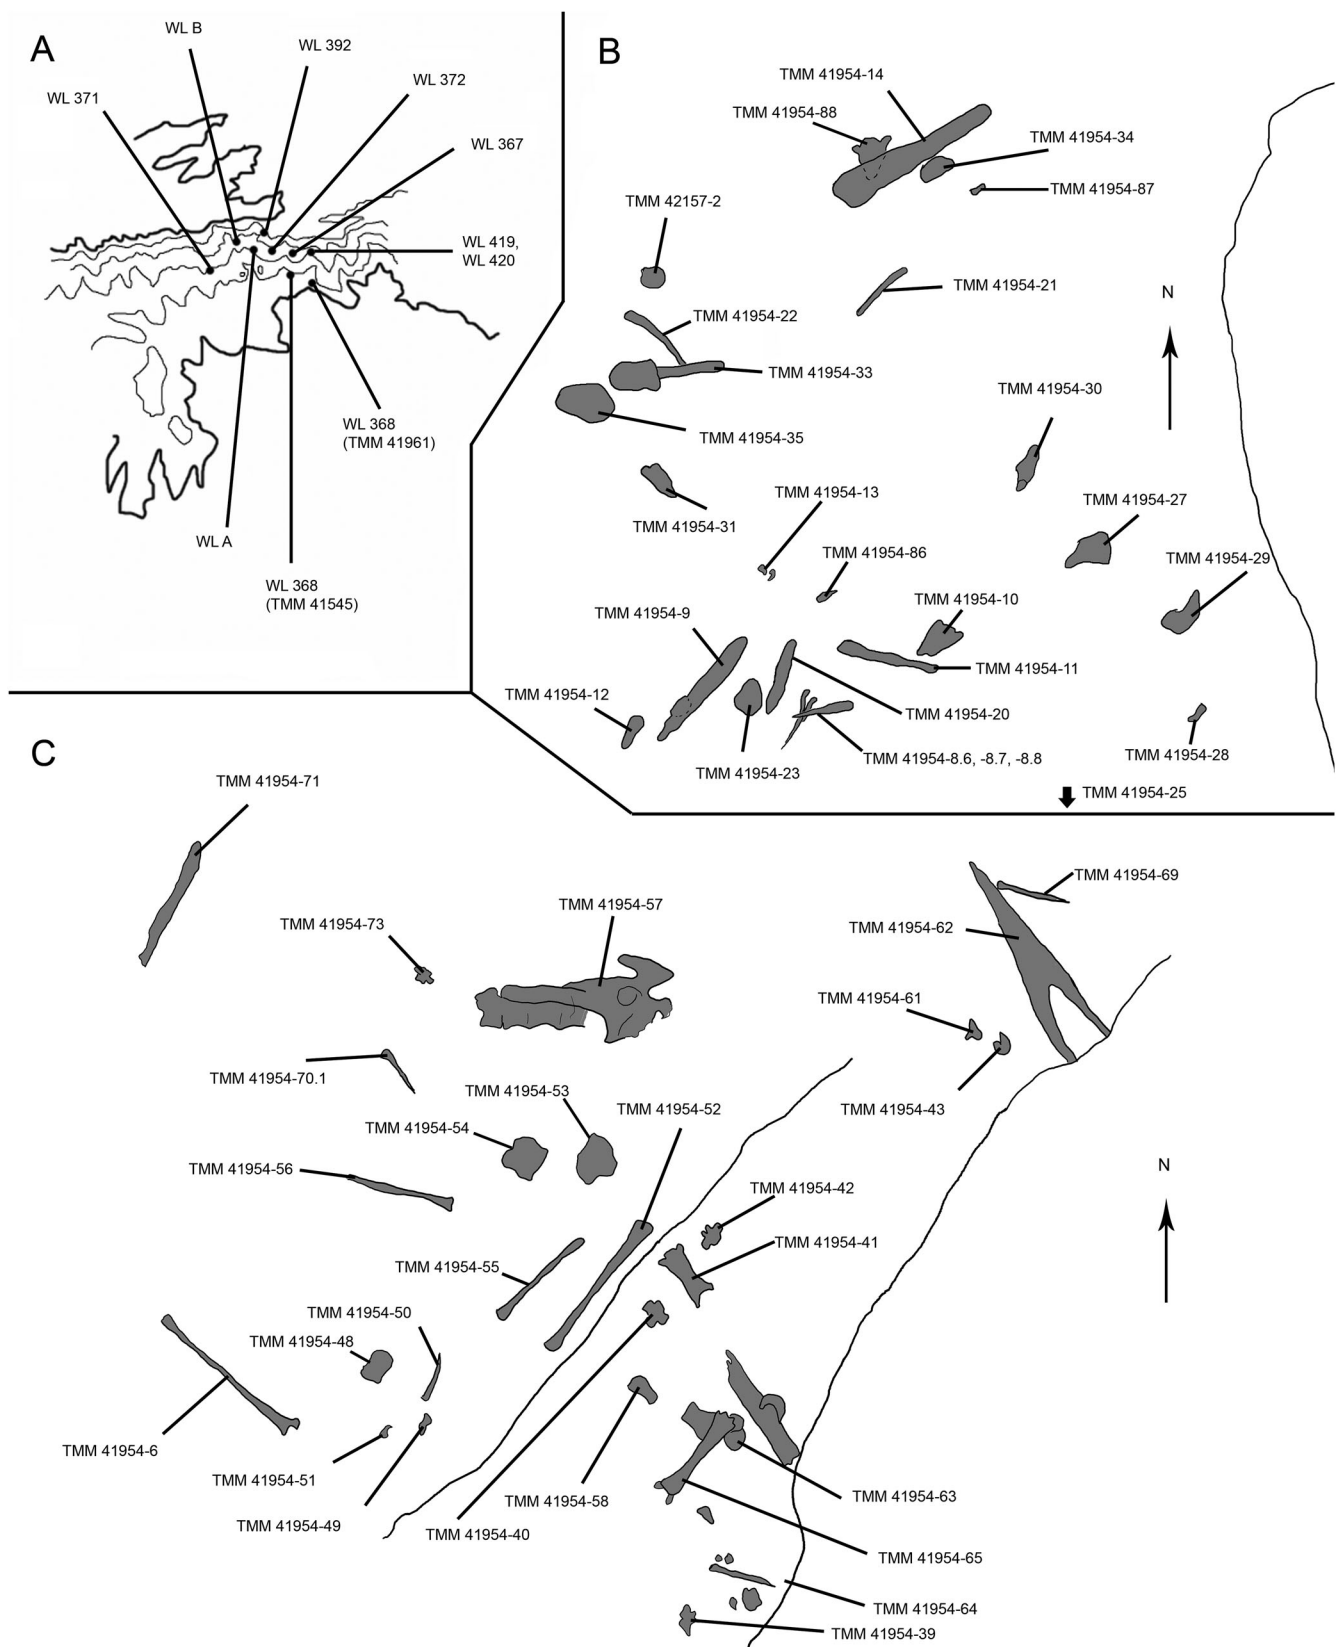 A
WL B
WL 392
WL 372
WL 371
WL 367
WL 419,
WL 420
WL 368
(TMM 41961)
WL A
WL 368
(TMM 41545)
B
TMM 41954-14
TMM 41954-88
TMM 41954-34
TMM 41954-87
TMM 42157-2
TMM 41954-21
N
TMM 41954-22
TMM 41954-33
TMM 41954-30
TMM 41954-35
TMM 41954-13
TMM 41954-27
TMM 41954-31
TMM 41954-86
TMM 41954-29
TMM 41954-10
TMM 41954-9
TMM 41954-11
TMM 41954-12
TMM 41954-20
TMM 41954-8.6, -8.7, -8.8
TMM 41954-28
TMM 41954-23
TMM 41954-25
C
TMM 41954-71
TMM 41954-69
TMM 41954-57
TMM 41954-73
TMM 41954-62
TMM 41954-61
TMM 41954-70.1
TMM 41954-53
TMM 41954-52
TMM 41954-43
TMM 41954-54
TMM 41954-56
N
TMM 41954-42
TMM 41954-41
TMM 41954-55
TMM 41954-50
TMM 41954-48
TMM 41954-6
TMM 41954-51
TMM 41954-58
TMM 41954-63
TMM 41954-49
TMM 41954-40
TMM 41954-65
TMM 41954-64
TMM 41954-39